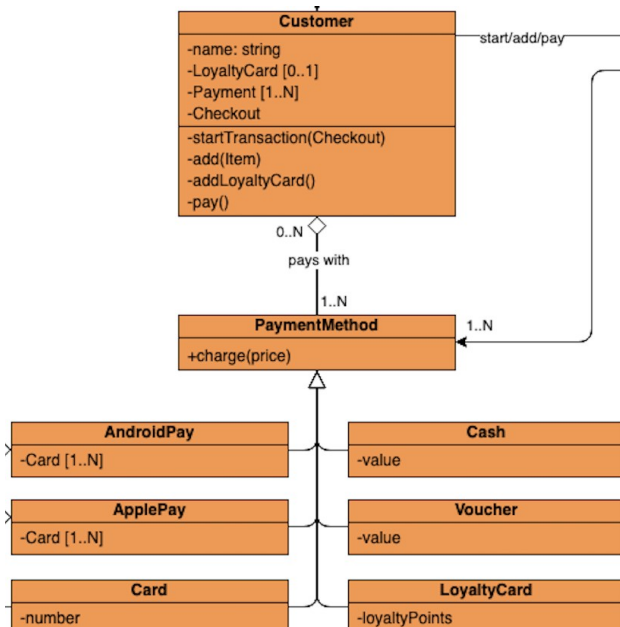 Customer
-name: string
-LoyaltyCard [0..1]
-Payment [1..N]
-Checkout
-startTransaction(Checkout)
-add(Item)
-addLoyaltyCard()
-pay()
start/add/pay
0..N
pays with
1..N
1..N
PaymentMethod
+charge(price)
AndroidPay
-Card [1..N]
Cash
-value
ApplePay
-Card [1..N]
Voucher
-value
Card
-number
LoyaltyCard
-loyaltyPoints